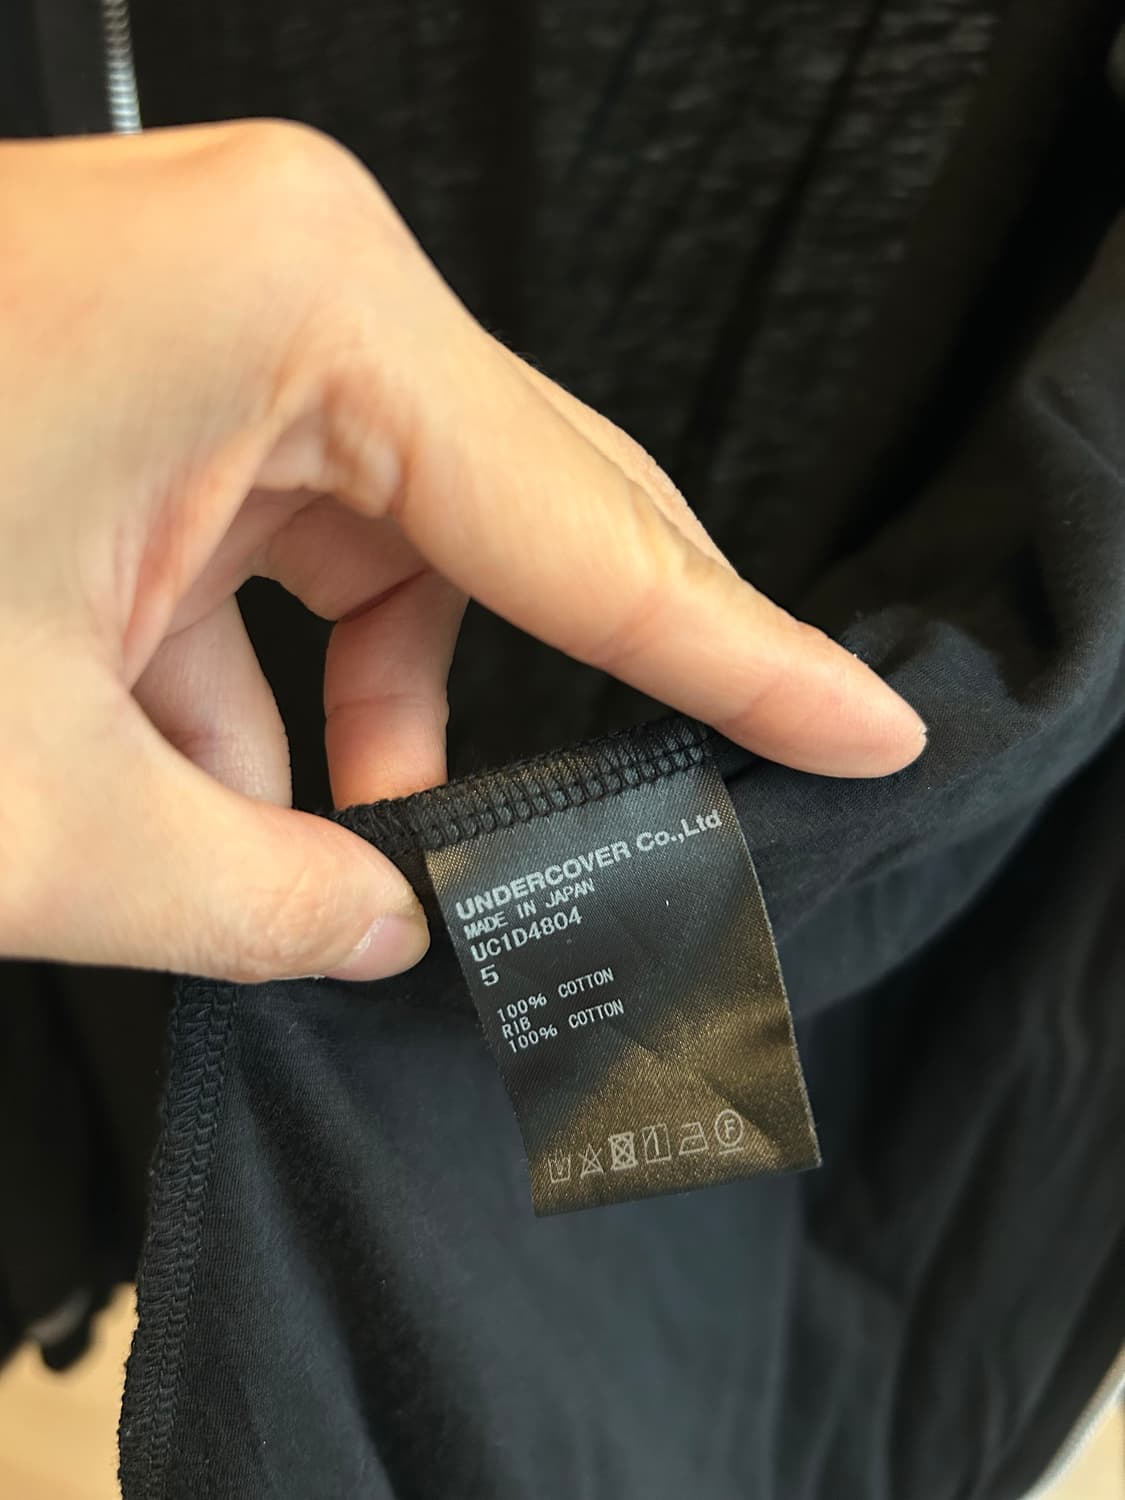 UNDERCOVER Co.,Ltd
MADE IN JAPAN
UC1D4804
5
100% COTTON
RIB
100% COTTON
F